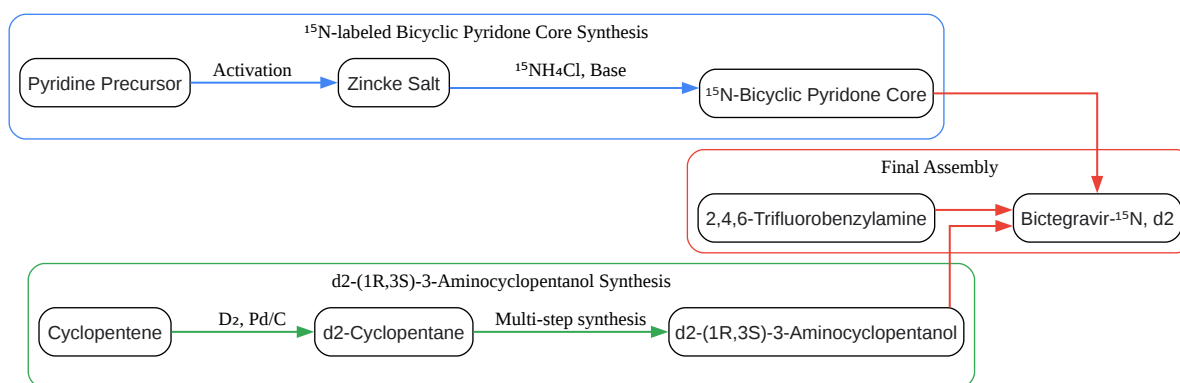 ¹⁵N-labeled Bicyclic Pyridone Core Synthesis
Pyridine Precursor
Activation
Zincke Salt
¹⁵NH₄Cl, Base
¹⁵N-Bicyclic Pyridone Core
Final Assembly
2,4,6-Trifluorobenzylamine
Bictegravir-¹⁵N, d2
d2-(1R,3S)-3-Aminocyclopentanol Synthesis
Cyclopentene
D₂, Pd/C
d2-Cyclopentane
Multi-step synthesis
d2-(1R,3S)-3-Aminocyclopentanol